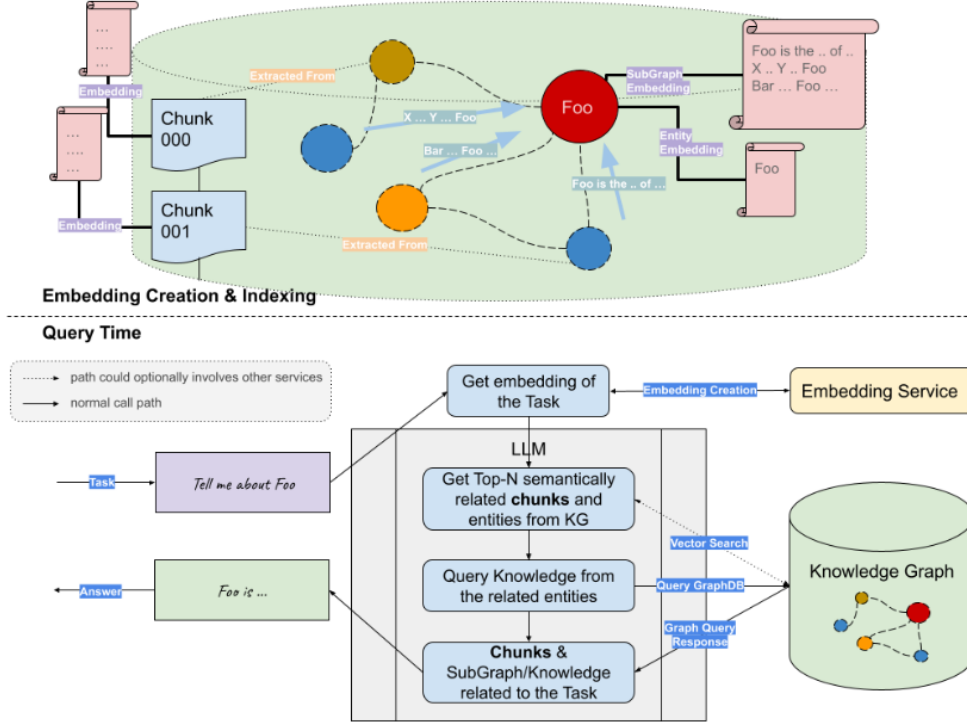 ...
....
...
Embedding
...
....
...
Embedding
Chunk
000
Chunk
001
Extracted From
X ... Y ... Foo
Bar ... Foo ...
Extracted From
Foo
Foo is the .. of ...
SubGraph
Embedding
Entity
Embedding
Foo is the .. of ..
X .. Y .. Foo
Bar ... Foo ...
Foo
Embedding Creation & Indexing
Query Time
path could optionally involves other services
normal call path
Get embedding of
the Task
Embedding Creation
Embedding Service
LLM
Task
Tell me about Foo
Get Top-N semantically
related chunks and
entities from KG
Vector Search
Query Knowledge from
the related entities
Query GraphDB
Knowledge Graph
Answer
Foo is ...
Graph Query
Response
Chunks &
SubGraph/Knowledge
related to the Task